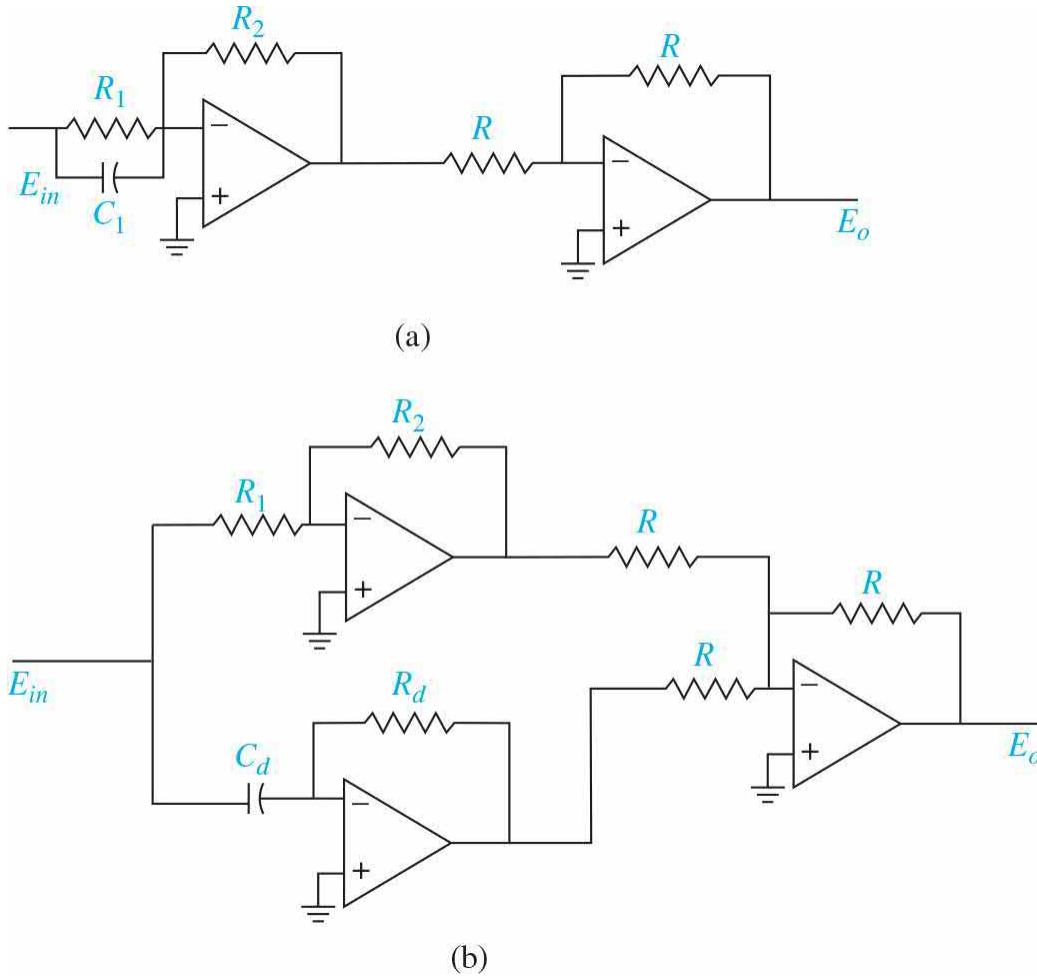 R2
R
R1
R
−
−
Ein
C1
+
+
Eo
(a)
R2
R1
−
R
+
R
R
Rd
−
Ein
Cd
+
Eo
−
+
(b)